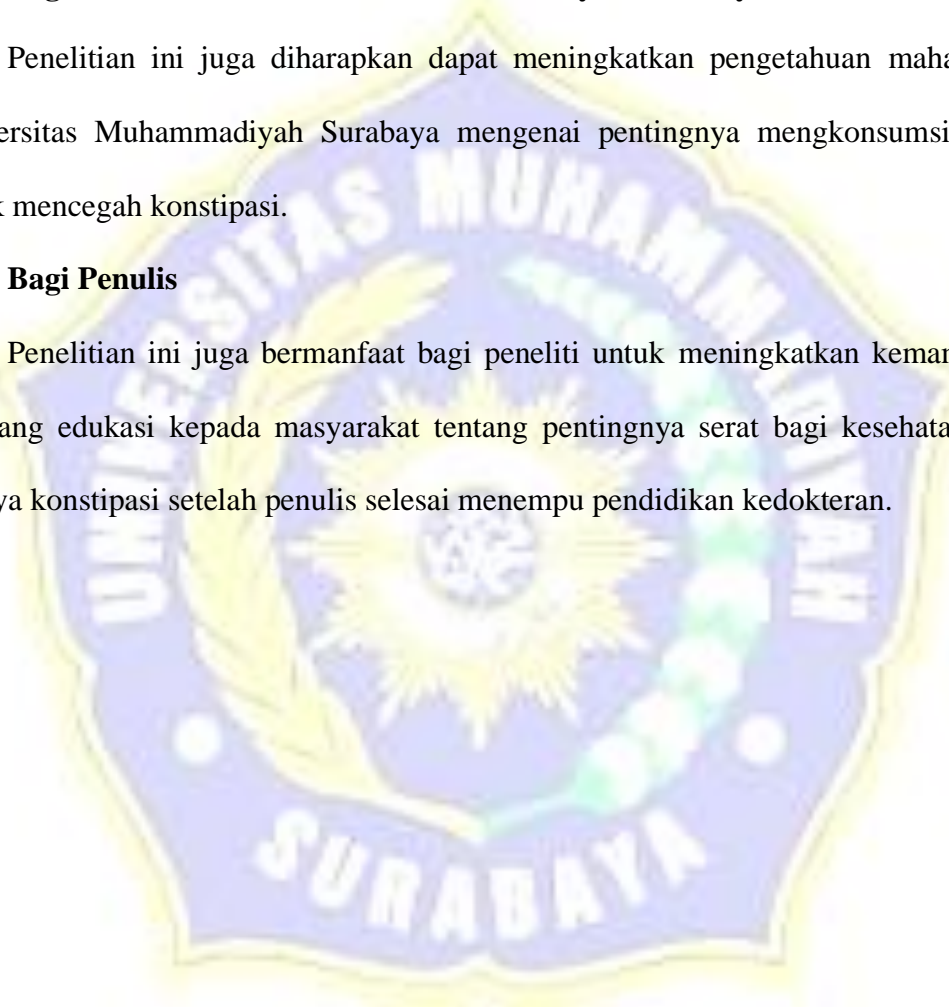 Penelitian ini juga diharapkan dapat meningkatkan pengetahuan maha
ersitas Muhammadiyah Surabaya mengenai pentingnya mengkonsumsi
k mencegah konstipasi.
Bagi Penulis
Penelitian ini juga bermanfaat bagi peneliti untuk meningkatkan kemam
ang edukasi kepada masyarakat tentang pentingnya serat bagi kesehata
ya konstipasi setelah penulis selesai menempu pendidikan kedokteran.
UNIVERSITAS MUHAMMADIYAH
SURABAYA